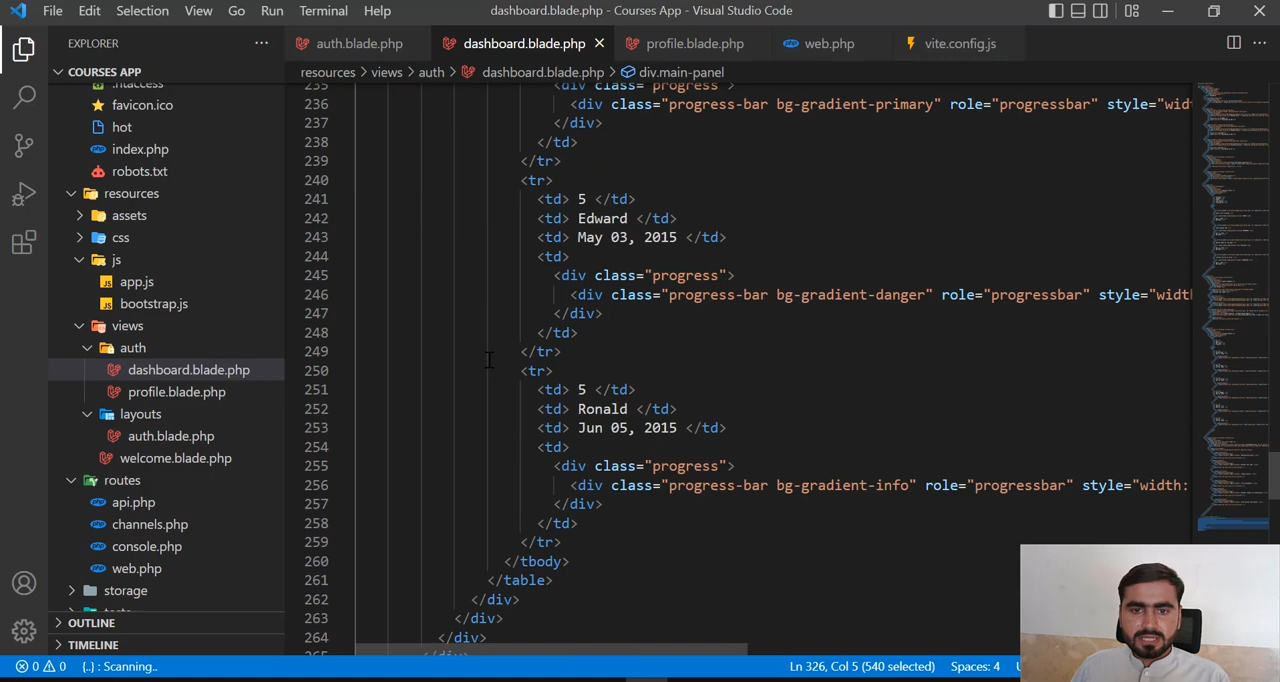 File Edit Selection View Go Run Terminal Help dashboard.blade.php - Courses App - Visual Studio Code
EXPLORER
auth.blade.php dashboard.blade.php profile.blade.php web.php vite.config.js
COURSES APP
resources > views > auth > dashboard.blade.php > div.main-panel
.htaccess
favicon.ico
hot
index.php
robots.txt
resources
assets
css
js
app.js
bootstrap.js
views
auth
dashboard.blade.php
profile.blade.php
layouts
auth.blade.php
welcome.blade.php
routes
api.php
channels.php
console.php
web.php
storage
OUTLINE
TIMELINE
235 <div class="progress">
236 <div class="progress-bar bg-gradient-primary" role="progressbar" style="wid
237 </div>
238 </td>
239 </tr>
240 <tr>
241 <td> 5 </td>
242 <td> Edward </td>
243 <td> May 03, 2015 </td>
244 <td>
245 <div class="progress">
246 <div class="progress-bar bg-gradient-danger" role="progressbar" style="width
247 </div>
248 </td>
249 </tr>
250 <tr>
251 <td> 5 </td>
252 <td> Ronald </td>
253 <td> Jun 05, 2015 </td>
254 <td>
255 <div class="progress">
256 <div class="progress-bar bg-gradient-info" role="progressbar" style="width:
257 </div>
258 </td>
259 </tr>
260 </tbody>
261 </table>
262 </div>
263 </div>
264 </div>
265
0 0 {..} : Scanning.. Ln 326, Col 5 (540 selected) Spaces: 4